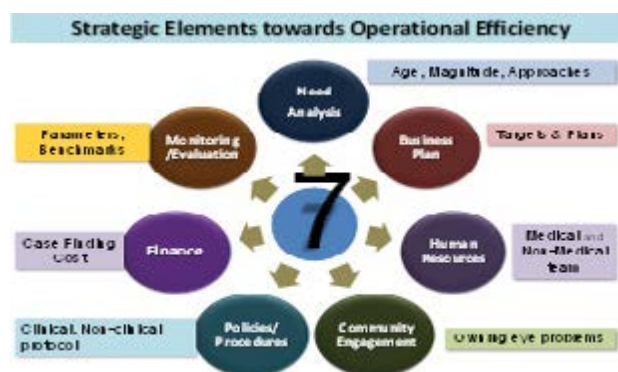 Strategic Elements towards Operational Efficiency
Need
Analysis
Age, Magnitude, Approaches
Parameters,
Benchmarks
Monitoring
/Evaluation
Business
Plan
Targets & Plans
7
Case Finding
Cost
Finance
Human
Resources
Medical and
Non-Medical
team
Clinical, Non-clinical
protocol
Policies/
Procedures
Community
Engagement
Owning eye problems